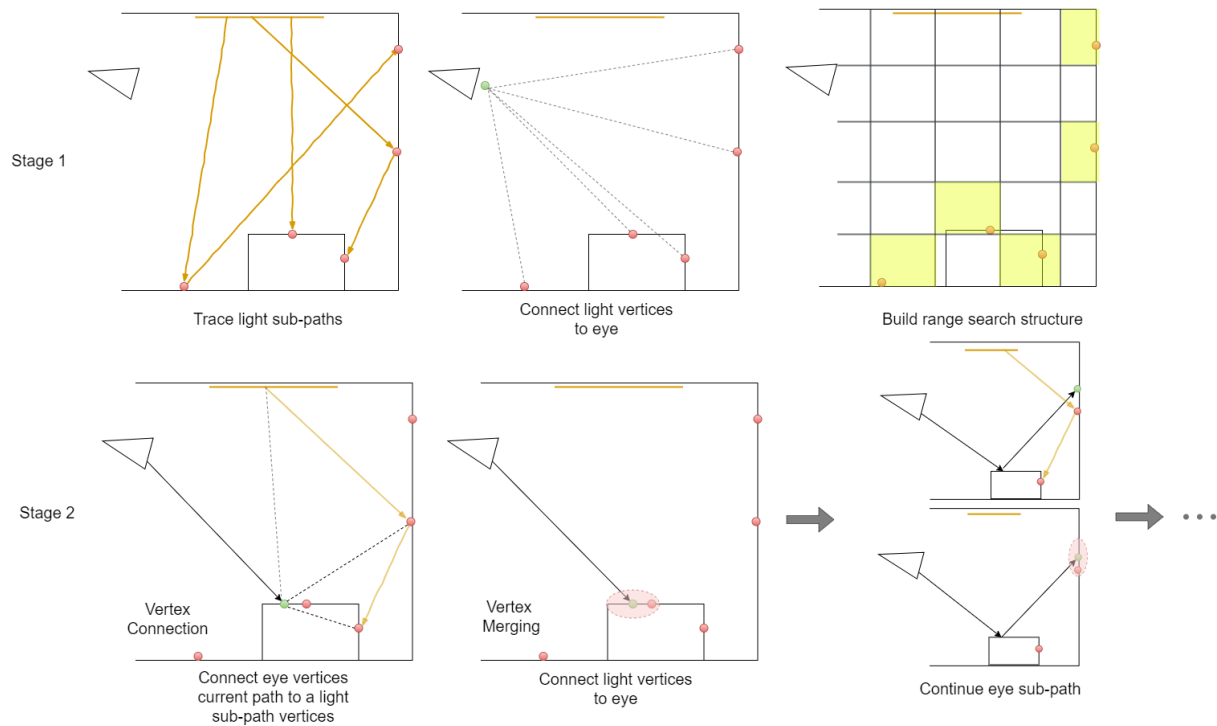 Stage 1
Trace light sub-paths
Connect light vertices
to eye
Build range search structure
Stage 2
Vertex
Connection
Connect eye vertices
current path to a light
sub-path vertices
Vertex
Merging
Connect light vertices
to eye
Continue eye sub-path